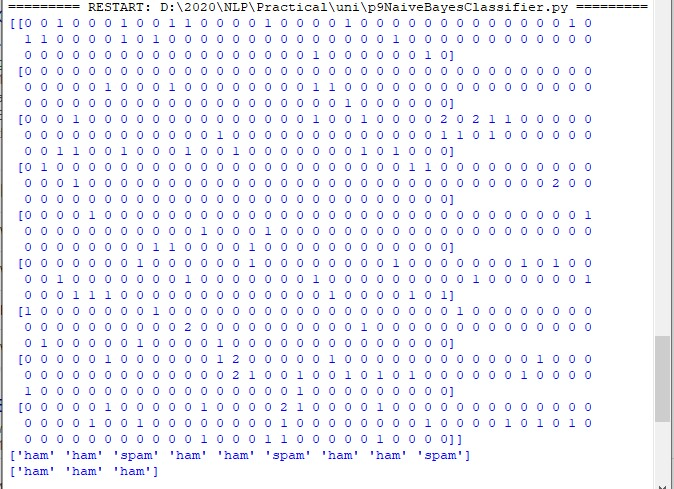 ========= RESTART: D:\2020\NLP\Practical\uni\p9NaiveBayesClassifier.py =========
[[0 0 1 0 0 0 1 0 0 1 1 0 0 0 1 0 0 0 0 0 1 0 0 0 0 0 0 0 0 0 0 0 0 0 1 0
1 1 0 0 0 0 1 0 1 0 0 0 0 0 0 0 0 0 0 0 0 0 0 1 0 0 0 0 0 0 0 0 0 0 0 0
0 0 0 0 0 0 0 0 0 0 0 0 0 0 0 0 0 0 1 0 0 0 0 0 0 1 0]
[0 0 0 0 0 0 0 0 0 0 0 0 0 0 0 0 0 0 0 0 0 0 0 0 0 0 0 0 0 0 0 0 0 0 0 0
0 0 0 0 0 1 0 0 0 1 0 0 0 0 0 0 0 0 1 1 0 0 0 0 0 0 0 0 0 0 0 0 0 0 0 0
0 0 0 0 0 0 0 0 0 0 0 0 0 0 0 0 0 0 0 0 1 0 0 0 0 0 0]
[0 0 0 1 0 0 0 0 0 0 0 0 0 0 0 0 0 0 1 0 0 1 0 0 0 0 2 0 2 1 1 0 0 0 0 0
0 0 0 0 0 0 0 0 0 0 0 0 1 0 0 0 0 0 0 0 0 0 0 0 0 0 1 1 0 1 0 0 0 0 0 0
0 0 1 1 0 0 1 0 0 0 1 0 0 1 0 0 0 0 0 0 0 1 0 1 0 0 0]
[0 1 0 0 0 0 0 0 0 0 0 0 0 0 0 0 0 0 0 0 0 0 0 0 1 1 0 0 0 0 0 0 0 0 0 0
0 0 0 1 0 0 0 0 0 0 0 0 0 0 0 0 0 0 0 0 0 0 0 0 0 0 0 0 0 0 0 0 0 2 0 0
0 0 0 0 0 0 0 0 0 0 0 0 0 0 0 0 0 0 0 0 0 0 0 0 0 0 0]
[0 0 0 0 1 0 0 0 0 0 0 0 0 0 0 0 0 0 0 0 0 0 0 0 0 0 0 0 0 0 0 0 0 0 0 1
0 0 0 0 0 0 0 0 0 0 0 1 0 0 0 1 0 0 0 0 0 0 0 0 0 0 0 0 0 0 0 0 0 0 0 0
0 0 0 0 0 0 0 0 1 1 0 0 0 0 1 0 0 0 0 0 0 0 0 0 0 0 0]
[0 0 0 0 0 0 0 1 0 0 0 0 0 0 1 0 0 0 0 0 0 0 0 1 0 0 0 0 0 0 0 1 0 1 0 0
0 0 1 0 0 0 0 0 0 0 1 0 0 0 0 0 0 0 1 0 0 0 0 0 0 0 0 0 1 0 0 0 0 0 0 1
0 0 0 1 1 1 0 0 0 0 0 0 0 0 0 0 0 0 0 1 0 0 0 0 1 0 1]
[1 0 0 0 0 0 0 0 1 0 0 0 0 0 0 0 0 0 0 0 0 0 0 0 0 0 0 1 0 0 0 0 0 0 0 0
0 0 0 0 0 0 0 0 0 0 2 0 0 0 0 0 0 0 0 0 0 1 0 0 0 0 0 0 0 0 0 0 0 0 0 0
0 1 0 0 0 0 0 1 0 0 0 0 1 0 0 0 0 0 0 0 0 0 0 0 0 0 0]
[0 0 0 0 0 1 0 0 0 0 0 0 1 2 0 0 0 0 0 1 0 0 0 0 0 0 0 0 0 0 0 0 1 0 0 0
0 0 0 0 0 0 0 0 0 0 0 0 0 2 1 0 0 1 0 0 1 0 1 0 1 0 0 0 0 0 0 1 0 0 0 0
1 0 0 0 0 0 0 0 0 0 0 0 0 0 0 0 0 1 0 0 0 0 0 0 0 0 0]
[0 0 0 0 0 1 0 0 0 0 0 1 0 0 0 0 2 1 0 0 0 0 1 0 0 0 0 0 0 0 0 0 0 0 0 0
0 0 0 0 1 0 0 1 0 0 0 0 0 0 0 0 0 0 0 0 0 0 0 0 0 1 0 0 0 0 1 0 1 0 1 0
0 0 0 0 0 0 0 0 0 0 0 1 0 0 0 1 1 0 0 0 0 0 1 0 0 0 0]]
['ham' 'ham' 'spam' 'ham' 'ham' 'spam' 'ham' 'ham' 'spam']
['ham' 'ham' 'ham']